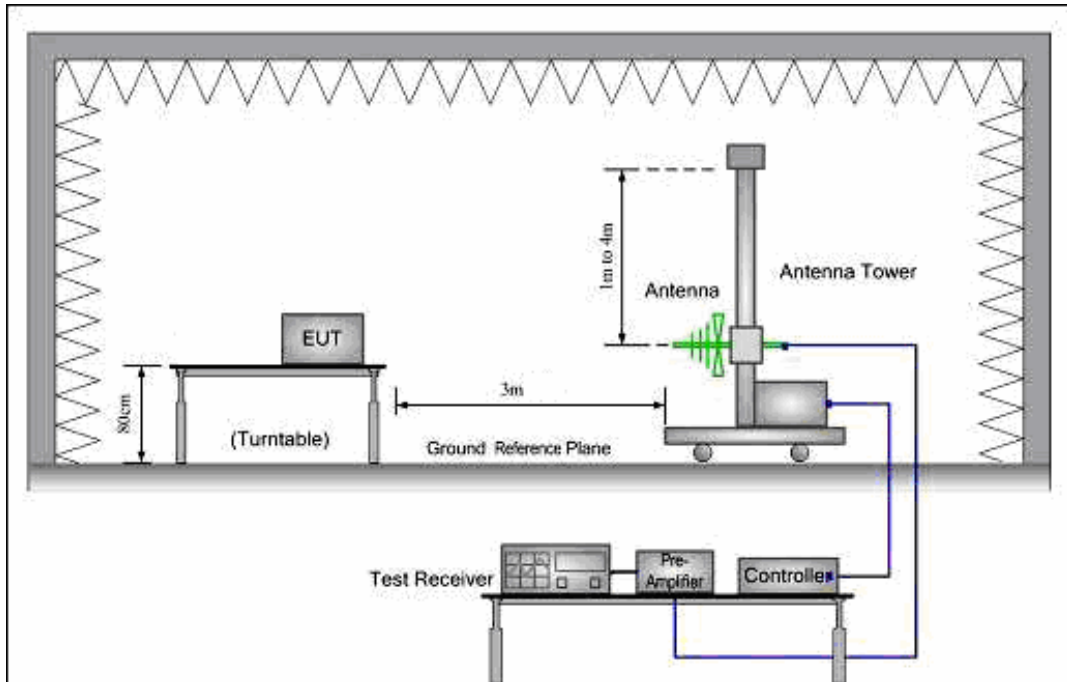 1m to 4m
Antenna
Antenna Tower
EUT
3m
80cm
(Turntable)
Ground Reference Plane
Test Receiver
Pre-
Amplifier
Controller